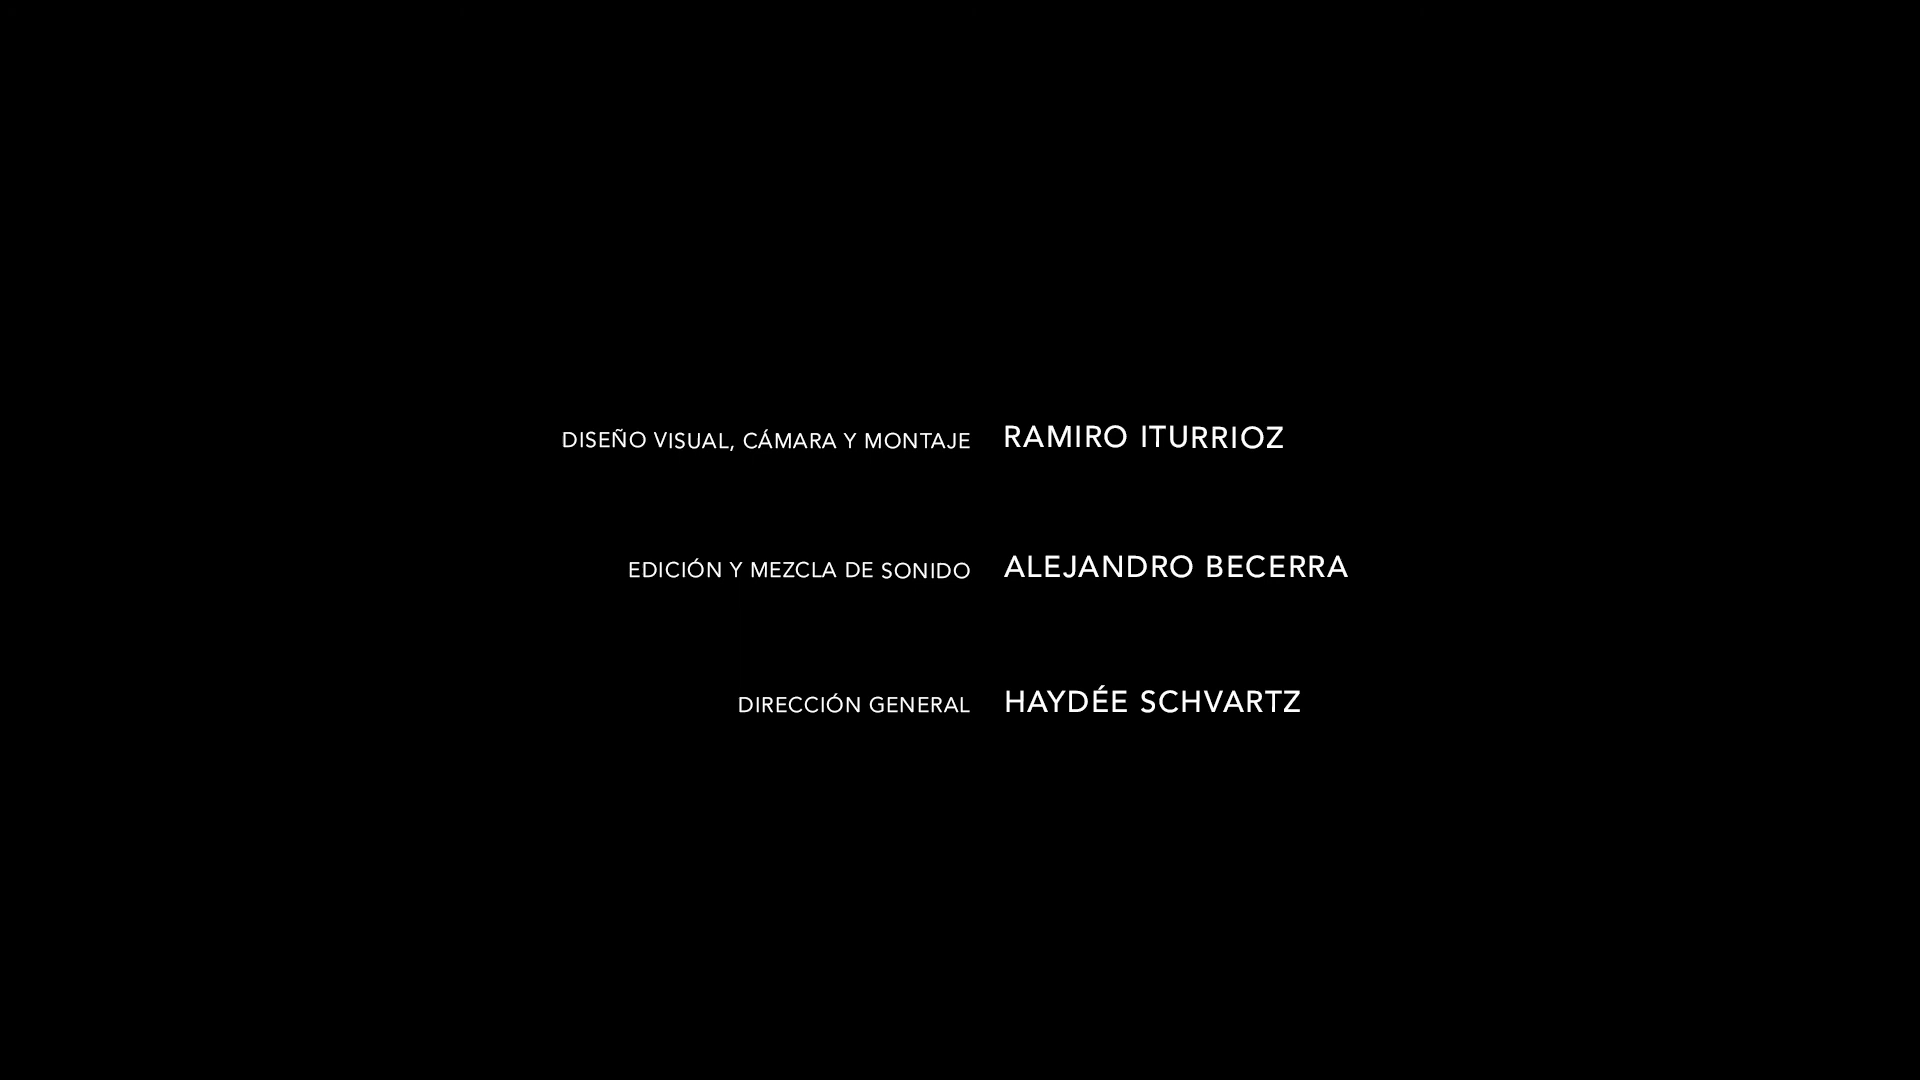 DISEÑO VISUAL, CÁMARA Y MONTAJE RAMIRO ITURRIOZ
EDICIÓN Y MEZCLA DE SONIDO ALEJANDRO BECERRA
DIRECCIÓN GENERAL HAYDÉE SCHVARTZ